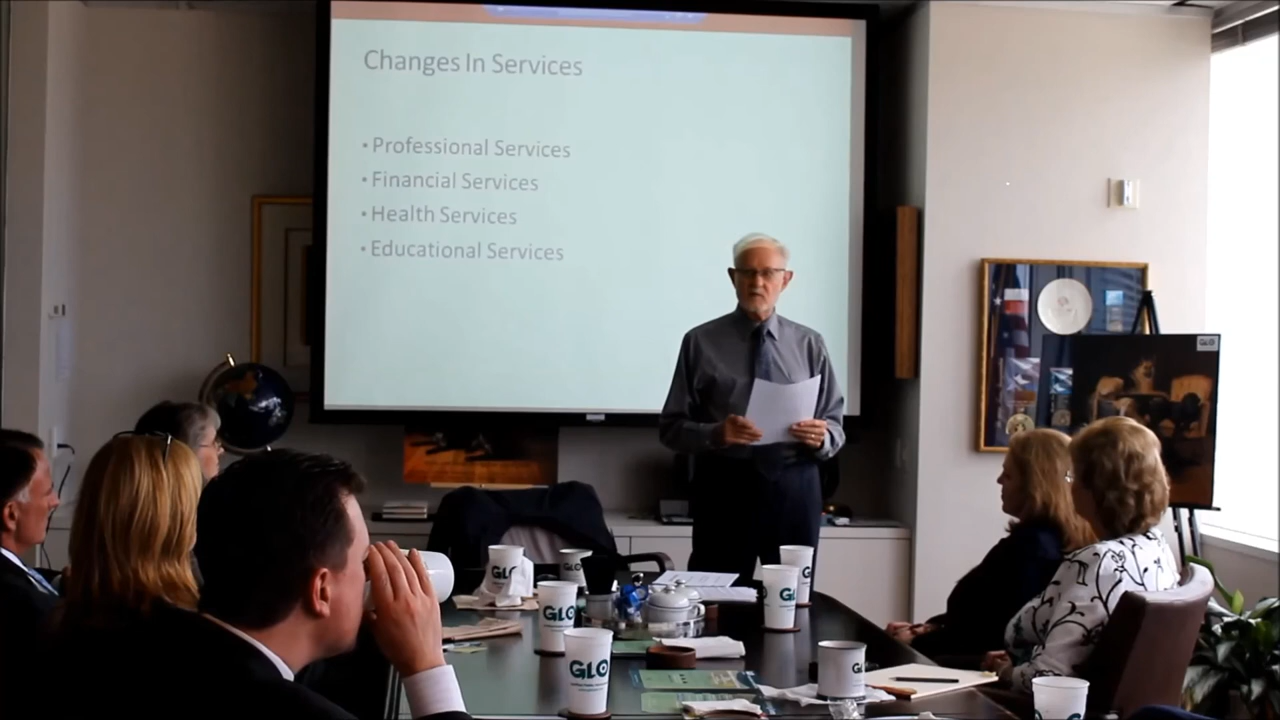 Changes In Services
• Professional Services
• Financial Services
• Health Services
• Educational Services
GLO
GLO
GLO
GLO
GLO
GLO
GLO